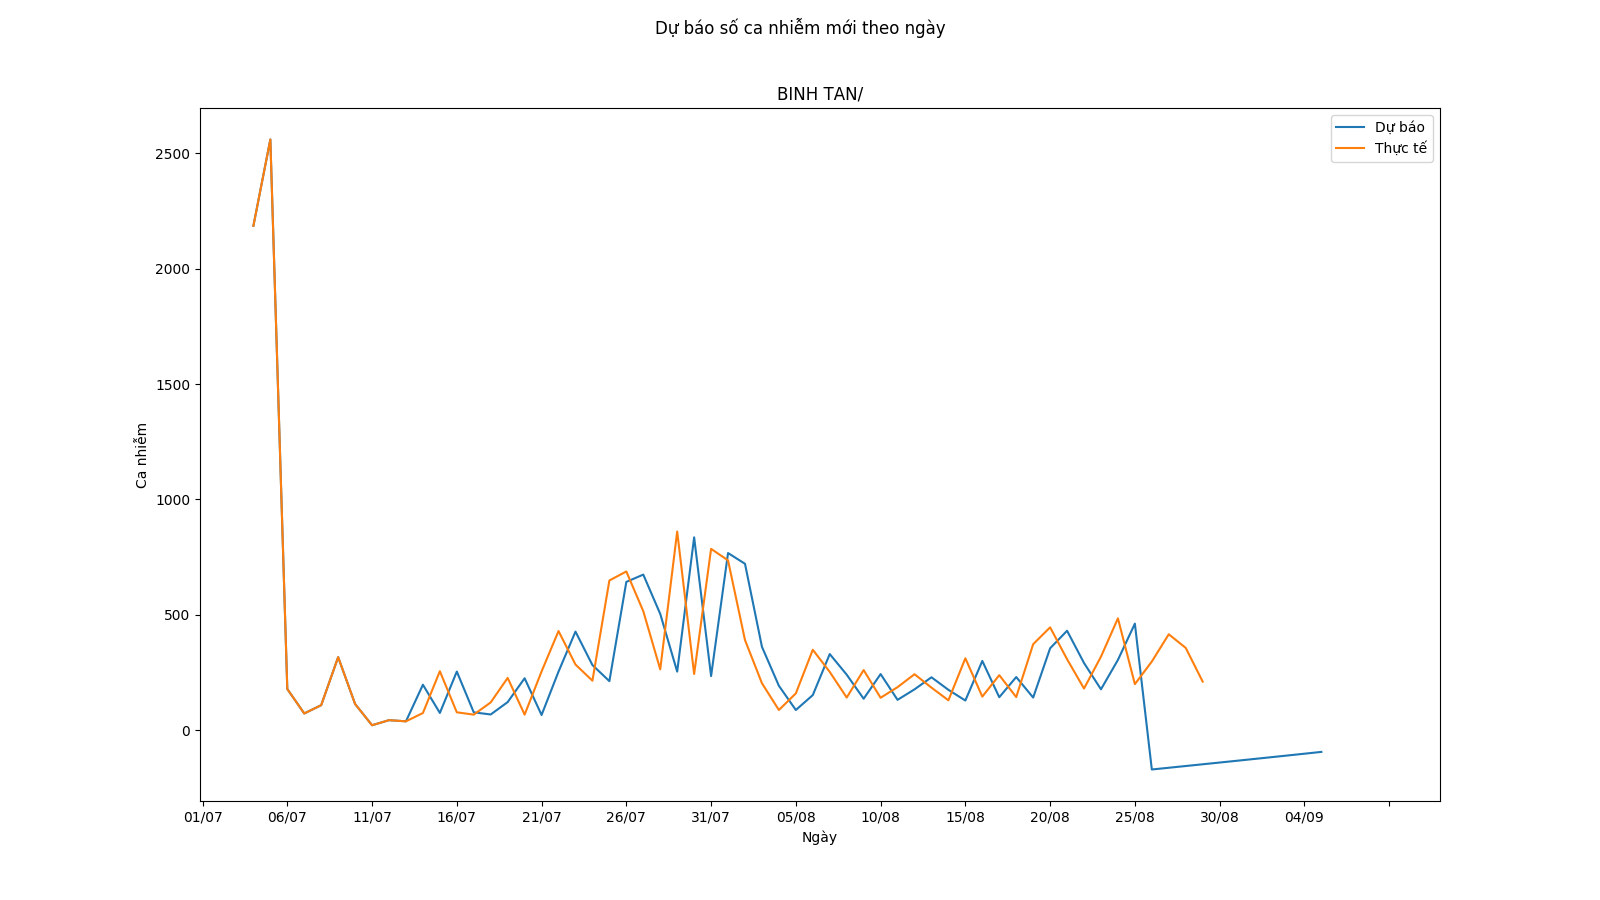 Dự báo số ca nhiễm mới theo ngày
BINH TAN/
Dự báo
Thực tế
2500
2000
1500
1000
500
0
Ca nhiễm
01/07 06/07 11/07 16/07 21/07 26/07 31/07 05/08 10/08 15/08 20/08 25/08 30/08 04/09
Ngày